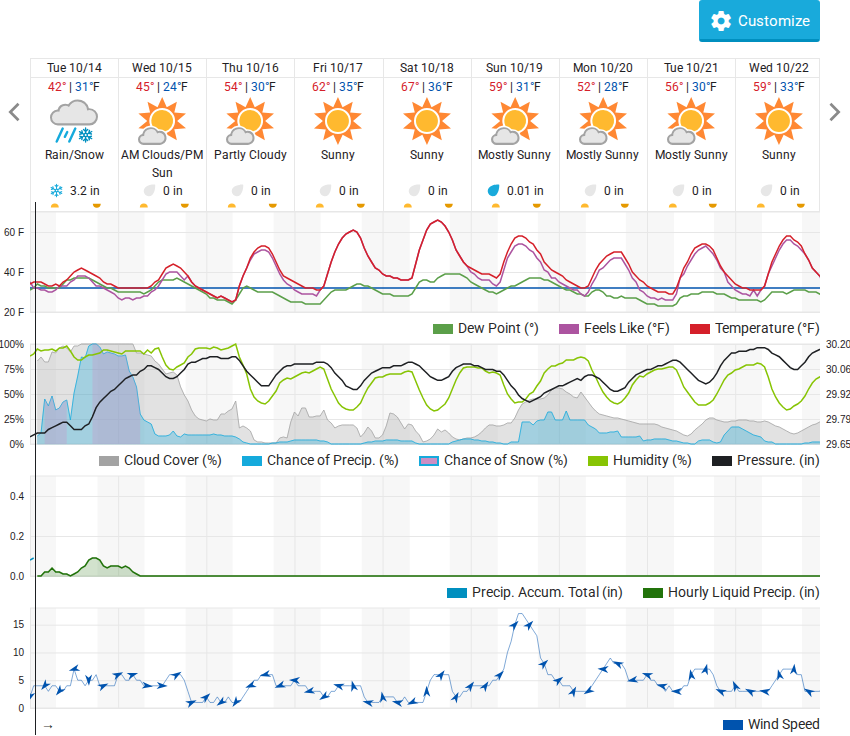 Customize
Tue 10/14 Wed 10/15 Thu 10/16 Fri 10/17 Sat 10/18 Sun 10/19 Mon 10/20 Tue 10/21 Wed 10/22
42° | 31°F 45° | 24°F 54° | 30°F 62° | 35°F 67° | 36°F 59° | 31°F 52° | 28°F 56° | 30°F 59° | 33°F
Rain/Snow AM Clouds/PM Partly Cloudy Sunny Sunny Mostly Sunny Mostly Sunny Mostly Sunny Sunny
Sun
3.2 in 0 in 0 in 0 in 0 in 0.01 in 0 in 0 in 0 in
60 F
40 F
20 F
Dew Point (°) Feels Like (°F) Temperature (°F)
100% 30.20
75% 30.06
50% 29.92
25% 29.79
0% 29.65
Cloud Cover (%) Chance of Precip. (%) Chance of Snow (%) Humidity (%) Pressure. (in)
0.4
0.2
0.0
Precip. Accum. Total (in) Hourly Liquid Precip. (in)
15
10
5
0
→
Wind Speed